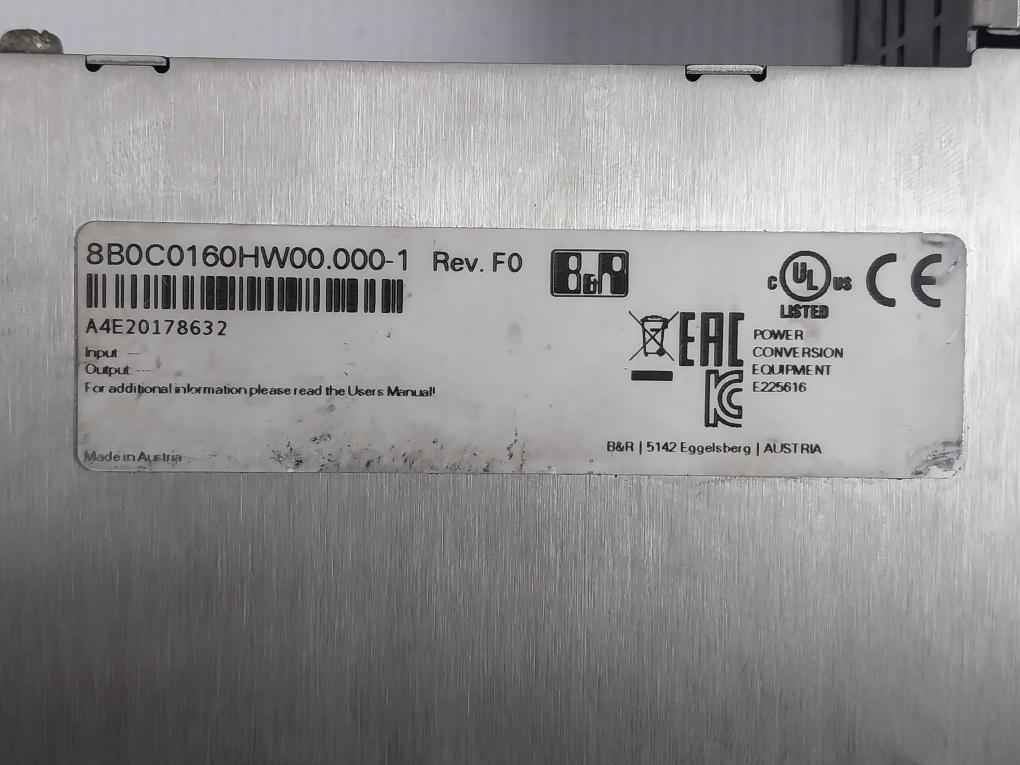 8B0C0160HW00.000-1 Rev. F0 B&R
A4E20178632
Input ---
Output ---
For additional information please read the Users Manual!
Made in Austria
c UL us CE
LISTED
EAC POWER
CONVERSION
EQUIPMENT
E225616
KC
B&R | 5142 Eggelsberg | AUSTRIA